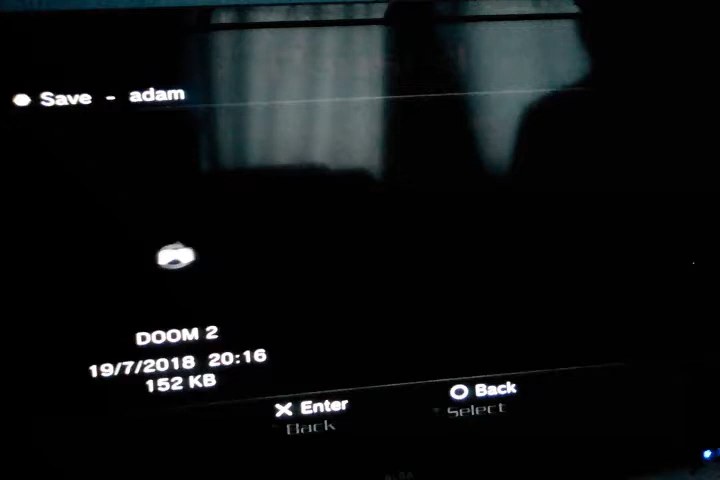 Save - adam
DOOM 2
19/7/2018 20:16
152 KB
Enter
Back
Back
Select